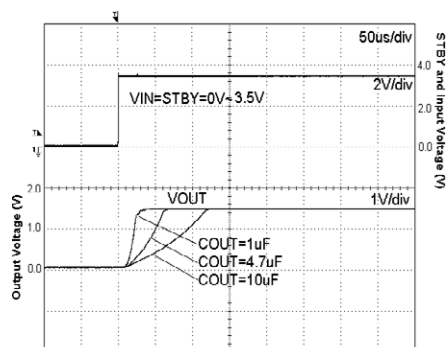 50us/div
4.0
2V/div
VIN=STBY=0V~3.5V
2.0
0.0
STBY and Input Voltage (V)
2.0
VOUT
1V/div
1.0
COUT=1uF
COUT=4.7uF
0.0
COUT=10uF
Output Voltage (V)